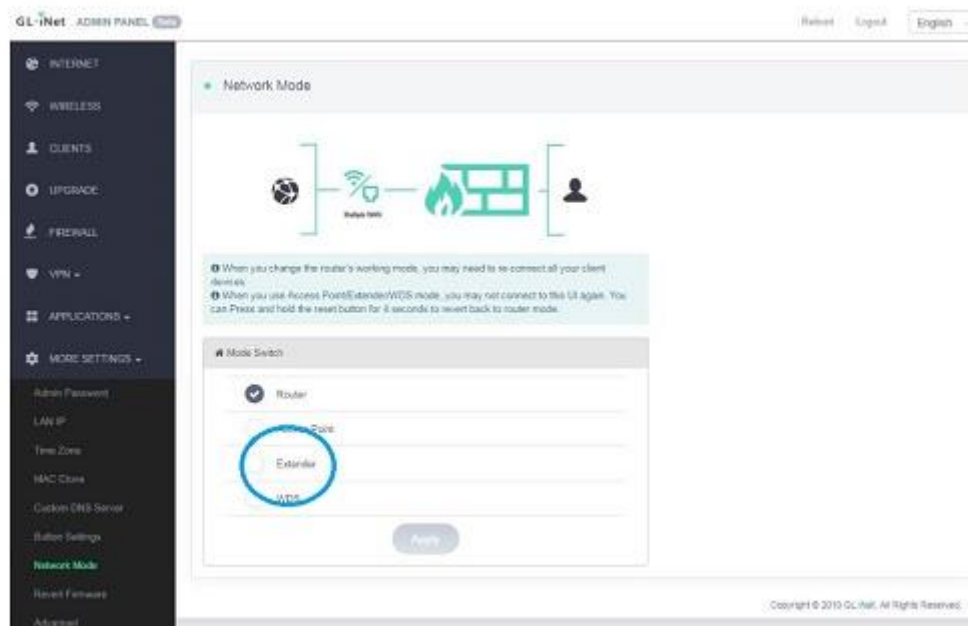 GL·iNet ADMIN PANEL Beta
Reboot Logout English
INTERNET
WIRELESS
CLIENTS
UPGRADE
FIREWALL
VPN
APPLICATIONS
MORE SETTINGS
Admin Password
LAN IP
Time Zone
MAC Clone
Custom DNS Server
Button Settings
Network Mode
Revert Firmware
Advanced
Network Mode
When you change the router's working mode, you may need to re-connect all your client
devices.
When you use Access Point/Extender/WDS mode, you may not connect to this UI again. You
can Press and hold the reset button for 4 seconds to revert back to router mode.
Mode Switch
Router
Point
Extender
WDS
Apply
Copyright © 2019 GL.iNet. All Rights Reserved.